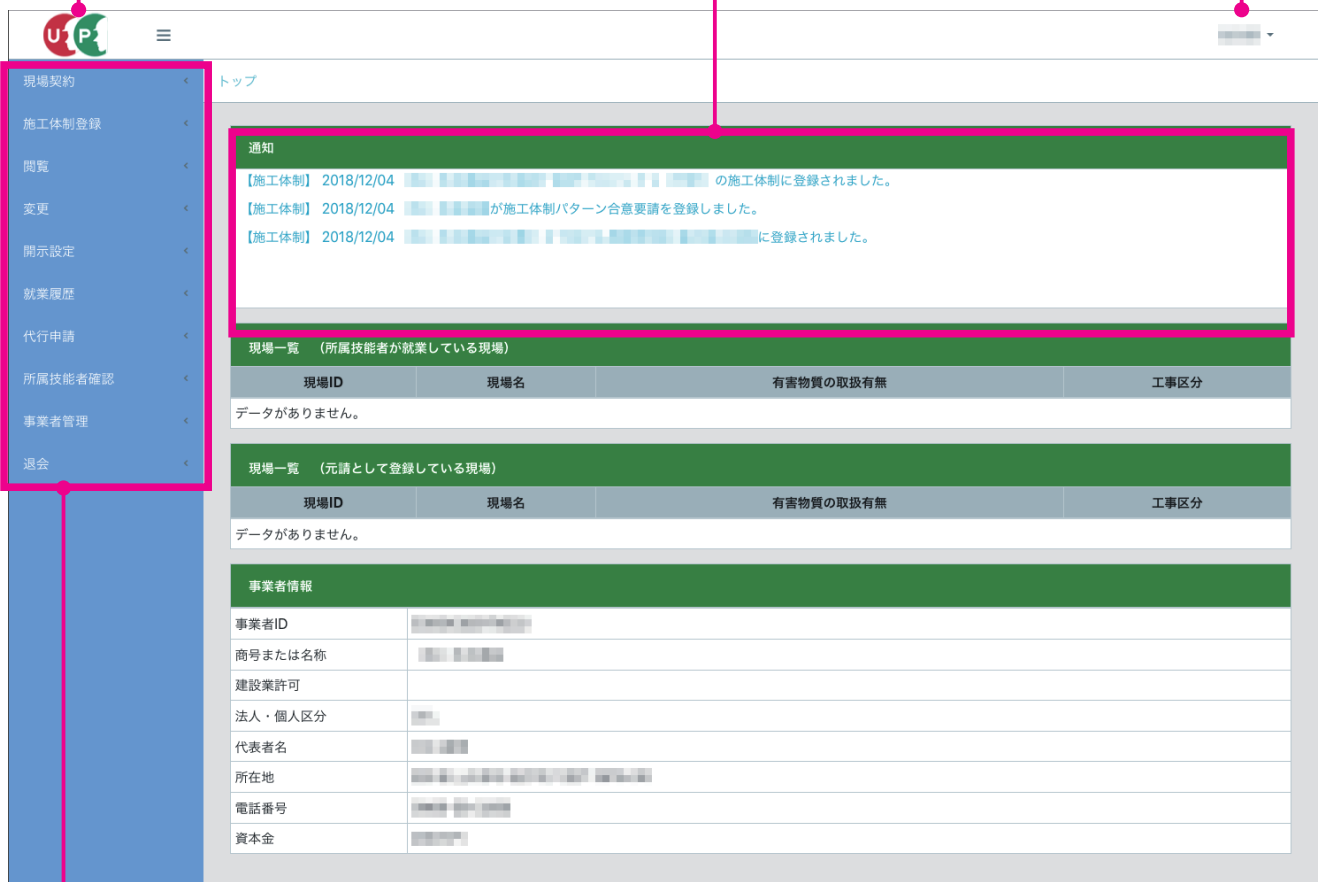 UP
現場契約
施工体制登録
閲覧
変更
開示設定
就業履歴
代行申請
所属技能者確認
事業者管理
退会
トップ
通知
【施工体制】 2018/12/04 の施工体制に登録されました。
【施工体制】 2018/12/04 が施工体制パターン合意要請を登録しました。
【施工体制】 2018/12/04 に登録されました。
現場一覧 （所属技能者が就業している現場）
現場ID 現場名 有害物質の取扱有無 工事区分
データがありません。
現場一覧 （元請として登録している現場）
現場ID 現場名 有害物質の取扱有無 工事区分
データがありません。
事業者情報
事業者ID
商号または名称
建設業許可
法人・個人区分
代表者名
所在地
電話番号
資本金